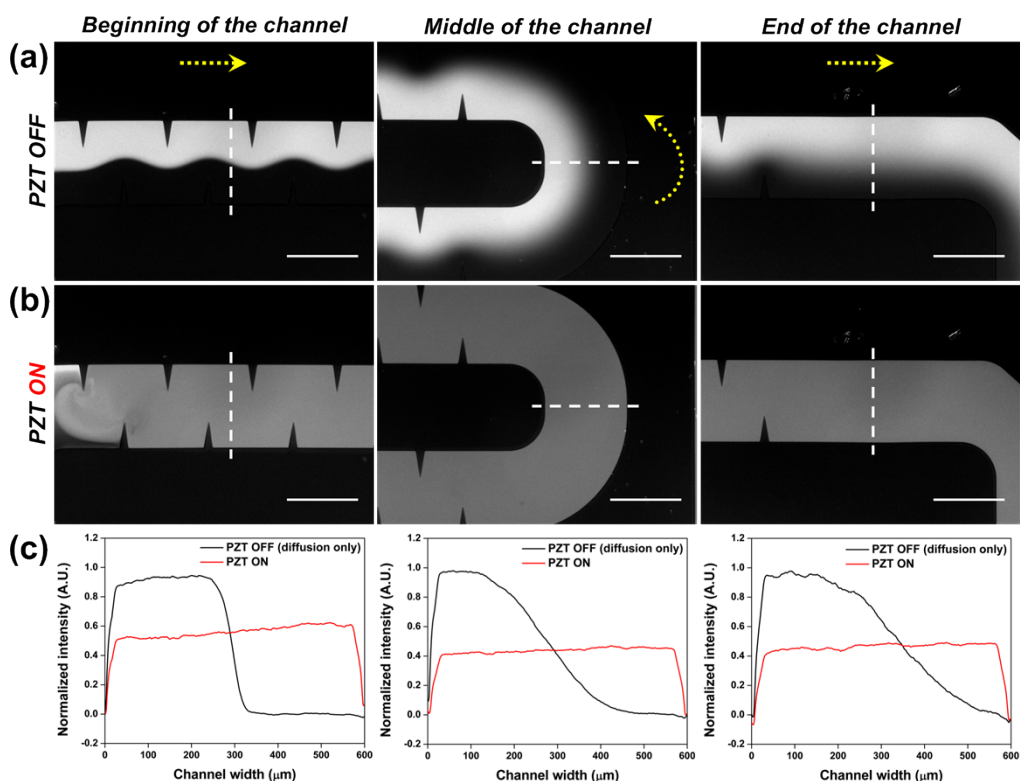 Beginning of the channel
Middle of the channel
End of the channel
(a)
PZT OFF
(b)
PZT ON
(c)
Normalized intensity (A.U.)
1.2
1.0
0.8
0.6
0.4
0.2
0.0
-0.2
PZT OFF (diffusion only)
PZT ON
0 100 200 300 400 500 600
Channel width (μm)
Normalized intensity (A.U.)
1.2
1.0
0.8
0.6
0.4
0.2
0.0
-0.2
PZT OFF (diffusion only)
PZT ON
0 100 200 300 400 500 600
Channel width (μm)
Normalized intensity (A.U.)
1.2
1.0
0.8
0.6
0.4
0.2
0.0
-0.2
PZT OFF (diffusion only)
PZT ON
0 100 200 300 400 500 600
Channel width (μm)